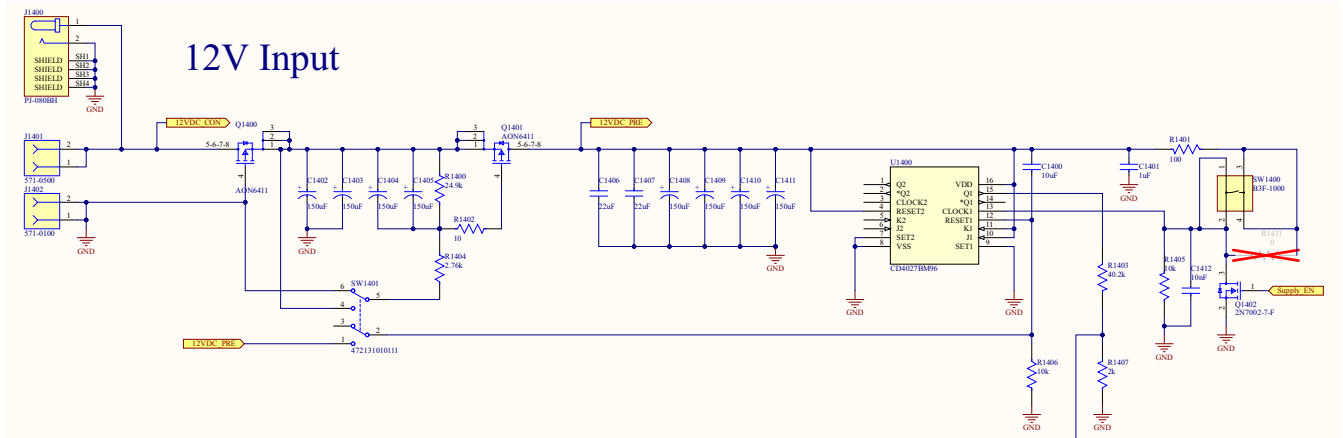 12V Input
J1400
1
2
SHIELD SH1
SHIELD SH2
SHIELD SH3
SHIELD SH4
PJ-080BH
GND
J1401
2
1
571-0500
J1402
2
1
571-0100
GND
12VDC_CON
Q1400
3
2
1
5-6-7-8
4
AON6411
Q1401
AON6411
3
2
1
5-6-7-8
4
12VDC_PRE
C1402
150uF
C1403
150uF
C1404
150uF
C1405
150uF
GND
R1400
24.9k
R1402
10
R1404
2.76k
SW1401
6
5
4
3
2
1
472131010111
12VDC_PRE
C1406
22uF
C1407
22uF
C1408
150uF
C1409
150uF
C1410
150uF
C1411
150uF
GND
U1400
1 Q2 VDD 16
2 *Q2 Q1 15
3 CLOCK2 *Q1 14
4 RESET2 CLOCK1 13
5 K2 RESET1 12
6 J2 K1 11
7 SET2 J1 10
8 VSS SET1 9
CD4027BM96
GND
GND
C1400
10uF
C1401
1uF
GND
R1401
100
SW1400
B3F-1000
1
3
2
4
R1431
0
R1403
40.2k
R1405
10k
C1412
10nF
GND
3
1
2
Q1402
2N7002-7-F
Supply_EN
GND
R1406
10k
GND
R1407
2k
GND